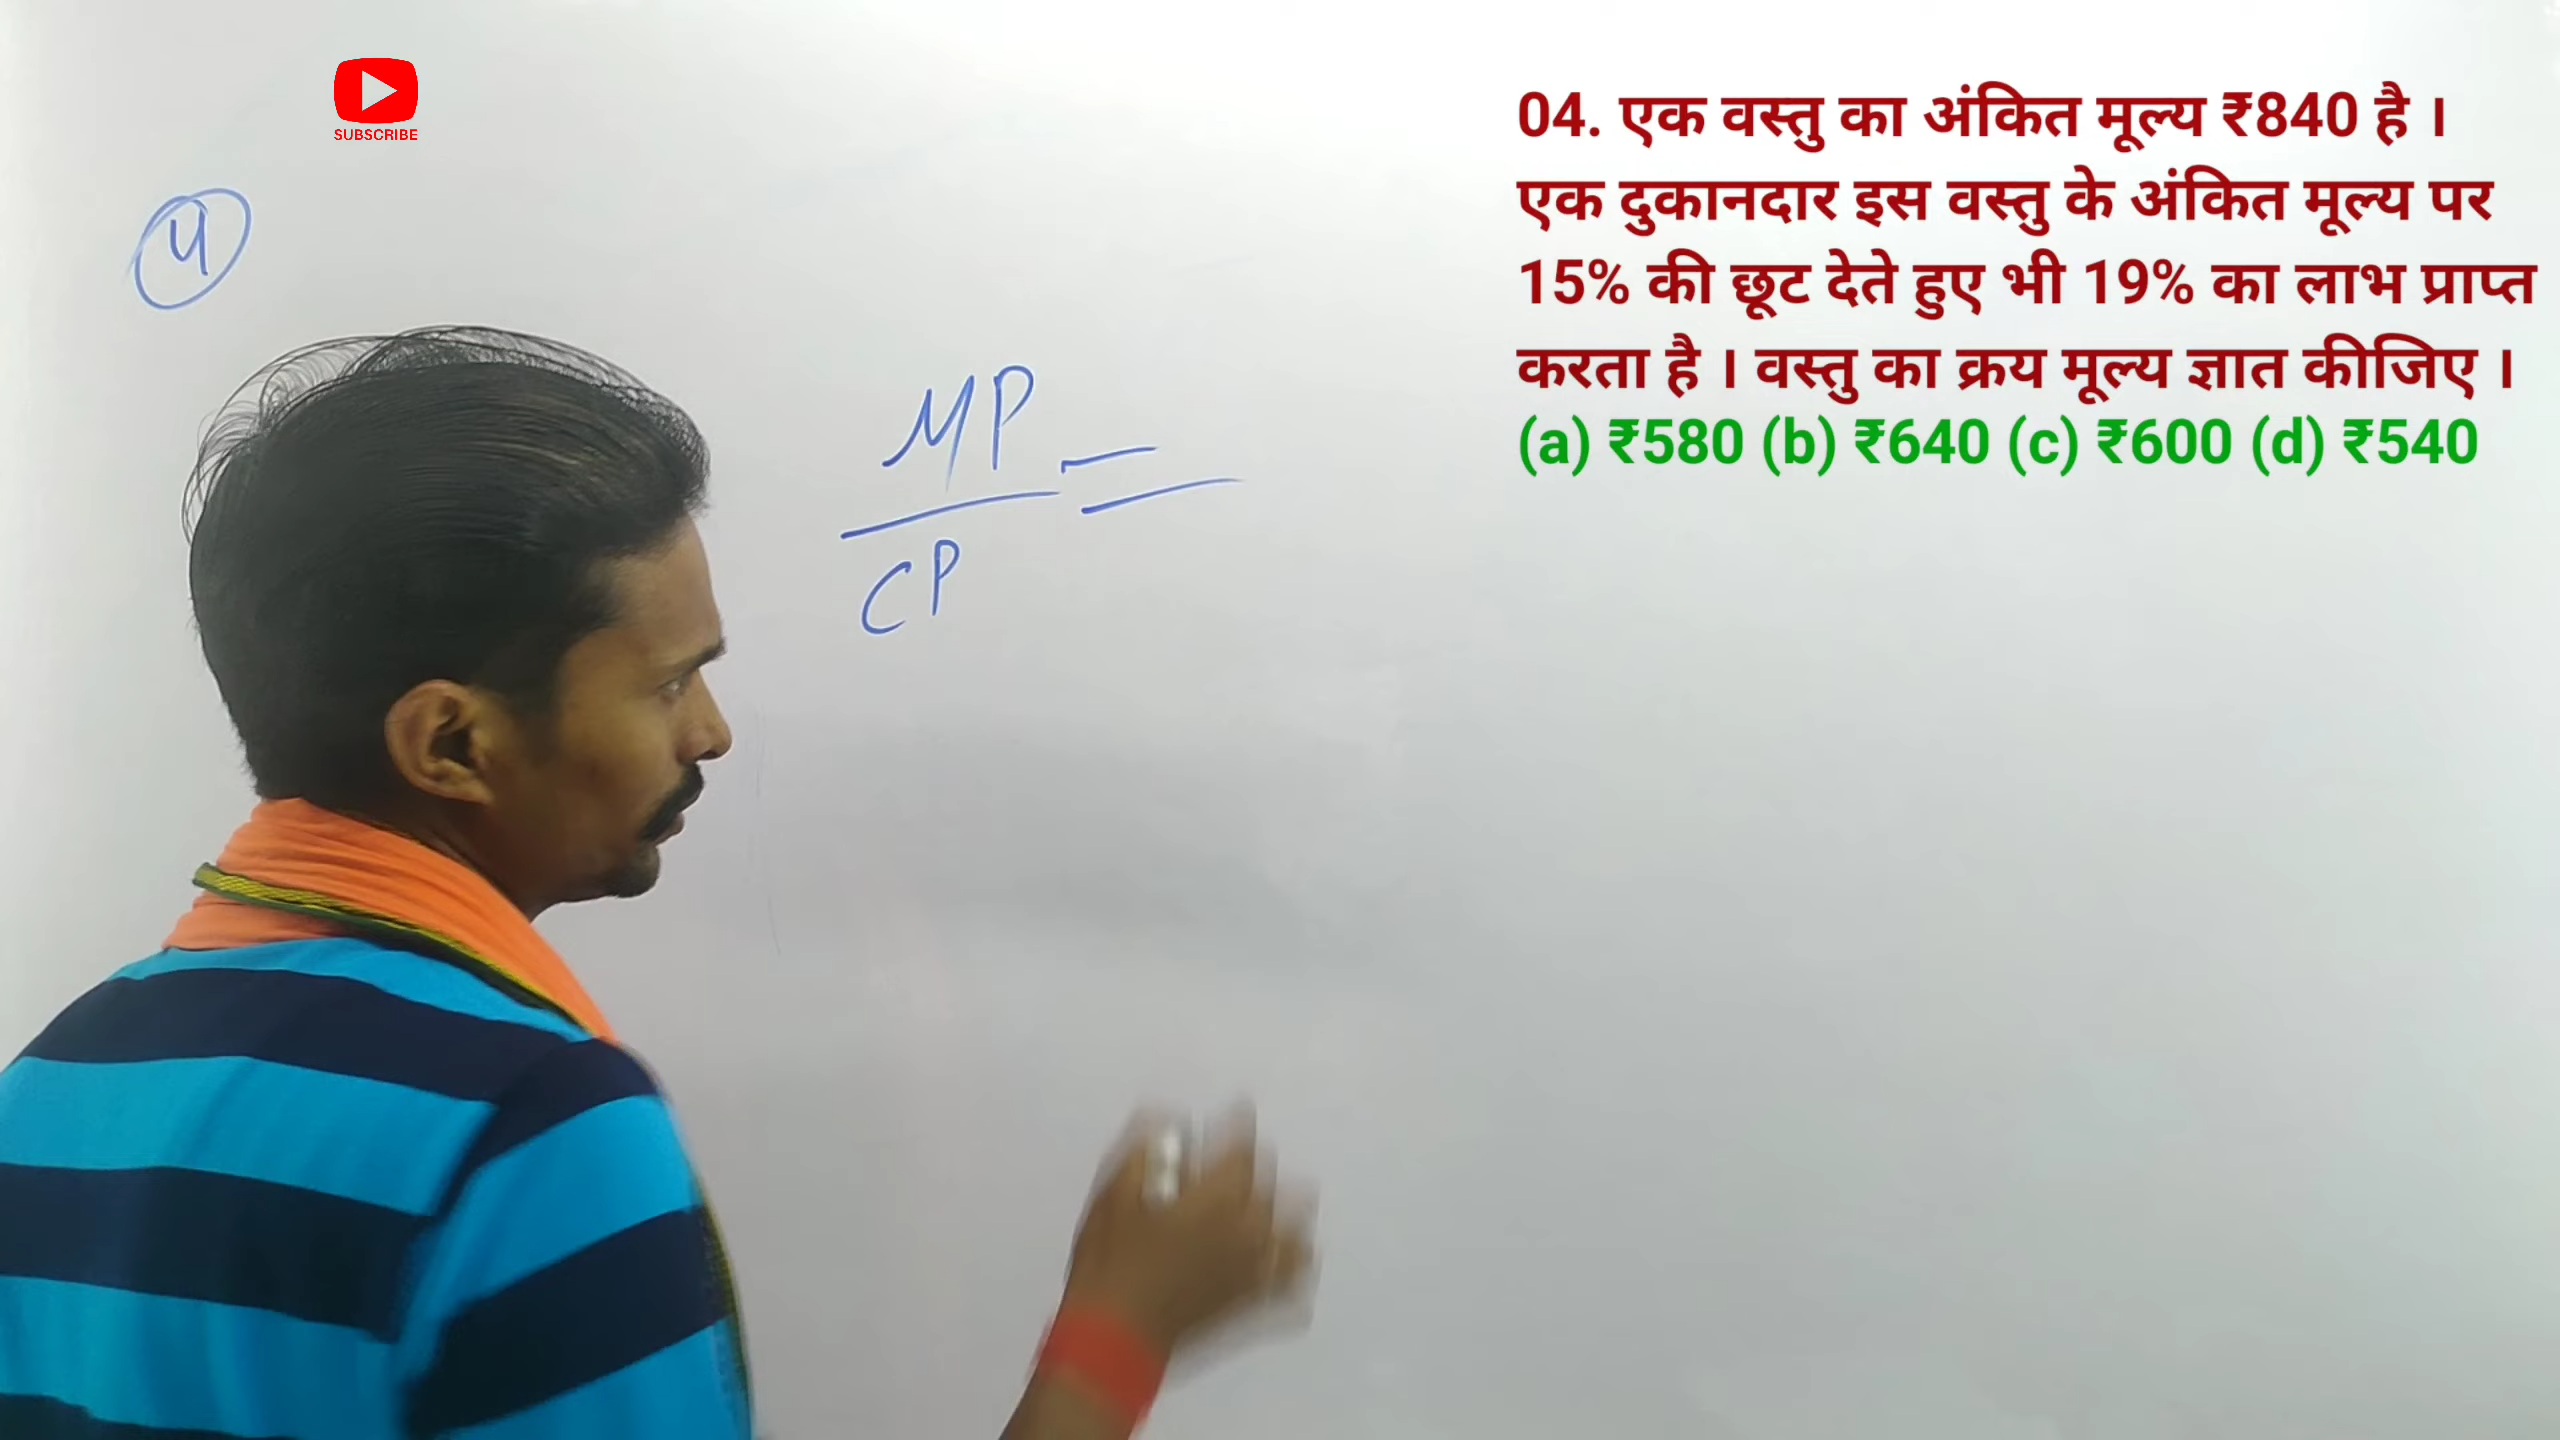 SUBSCRIBE
4
MP
=
CP
04. एक वस्तु का अंकित मूल्य ₹840 है ।
एक दुकानदार इस वस्तु के अंकित मूल्य पर
15% की छूट देते हुए भी 19% का लाभ प्राप्त
करता है । वस्तु का क्रय मूल्य ज्ञात कीजिए ।
(a) ₹580 (b) ₹640 (c) ₹600 (d) ₹540